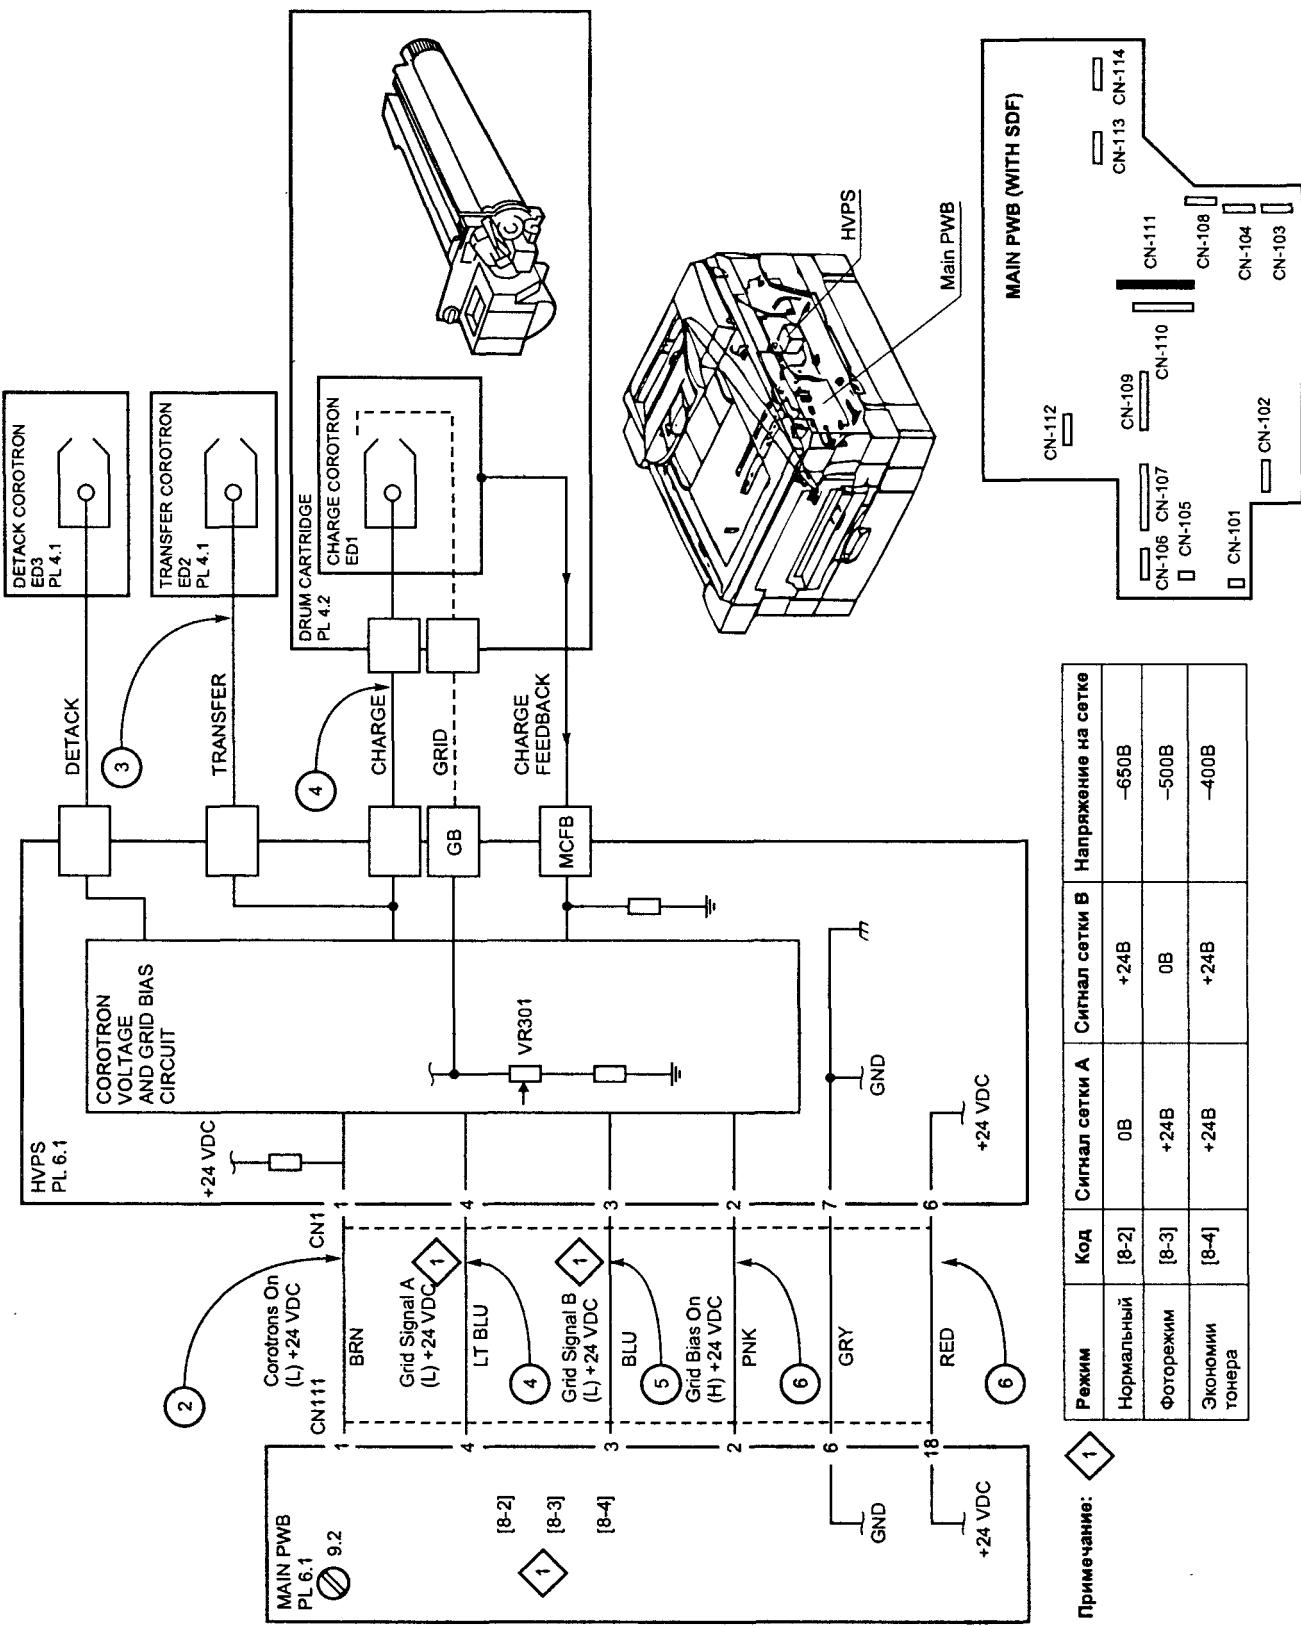 DETACK COROTRON
ED3
PL 4.1
TRANSFER COROTRON
ED2
PL 4.1
DRUM CARTRIDGE
PL 4.2
CHARGE COROTRON
ED1
DETACK
3
TRANSFER
4
CHARGE
GRID
CHARGE
FEEDBACK
GB
MCFB
HVPS
PL 6.1
COROTRON
VOLTAGE
AND GRID BIAS
CIRCUIT
+24 VDC
VR301
GND
+24 VDC
CN1
1
4
3
2
7
6
2
Corotrons On
(L) +24 VDC
BRN
Grid Signal A
(L) +24 VDC
1
LT BLU
4
Grid Signal B
(L) +24 VDC
1
BLU
5
Grid Bias On
(H) +24 VDC
PNK
6
GRY
RED
6
CN111
1
4
3
2
6
18
MAIN PWB
PL 6.1
9.2
[8-2]
1
[8-3]
[8-4]
GND
+24 VDC
HVPS
Main PWB
MAIN PWB (WITH SDF)
CN-114
CN-113
CN-112
CN-111
CN-108
CN-104
CN-103
CN-110
CN-109
CN-107
CN-106
CN-105
CN-102
CN-101
Примечание: 1
Режим Код Сигнал сетки А Сигнал сетки В Напряжение на сетке
Нормальный [8-2] 0В +24В –650В
Фоторежим [8-3] +24В 0В –500В
Экономии [8-4] +24В +24В –400В
тонера